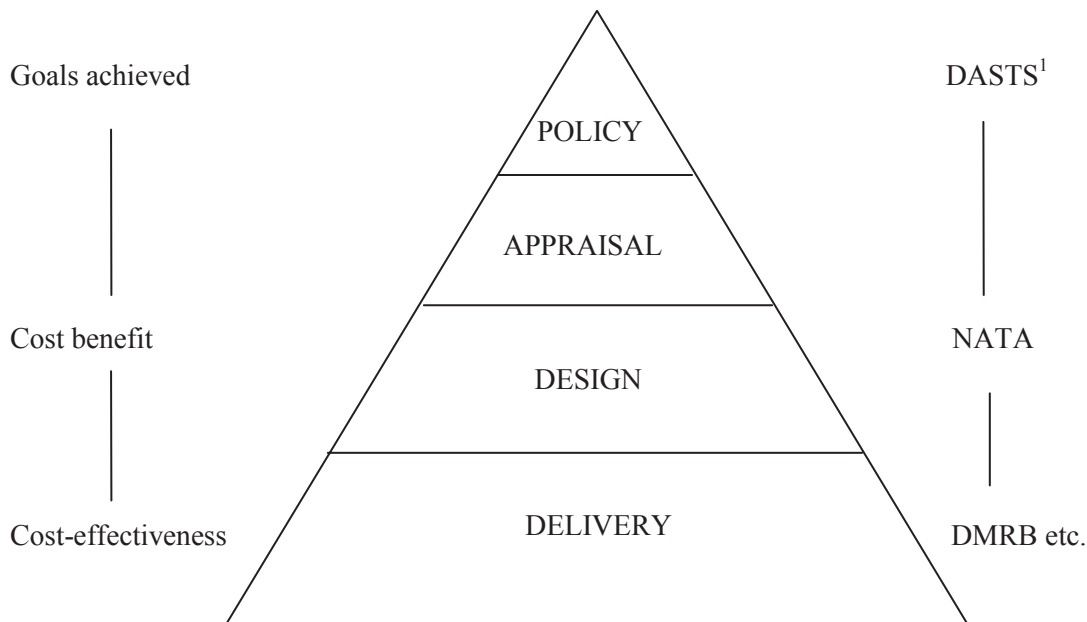 Goals achieved
DASTS¹
POLICY
APPRAISAL
Cost benefit
NATA
DESIGN
DELIVERY
Cost-effectiveness
DMRB etc.